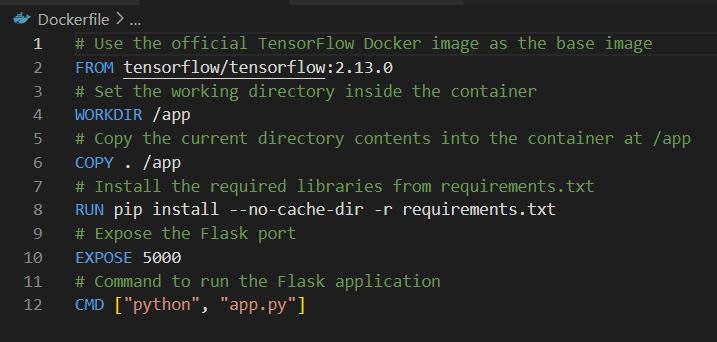 Dockerfile > ...
1 # Use the official TensorFlow Docker image as the base image
2 FROM tensorflow/tensorflow:2.13.0
3 # Set the working directory inside the container
4 WORKDIR /app
5 # Copy the current directory contents into the container at /app
6 COPY . /app
7 # Install the required libraries from requirements.txt
8 RUN pip install --no-cache-dir -r requirements.txt
9 # Expose the Flask port
10 EXPOSE 5000
11 # Command to run the Flask application
12 CMD ["python", "app.py"]